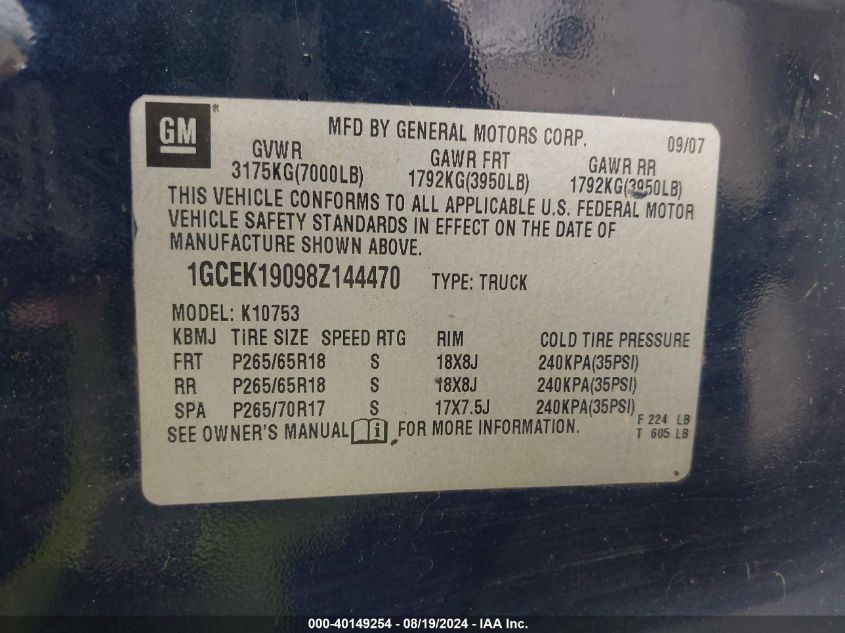 GM ® MFD BY GENERAL MOTORS CORP. 09/07
GVWR GAWR FRT GAWR RR
3175KG(7000LB) 1792KG(3950LB) 1792KG(3950LB)
THIS VEHICLE CONFORMS TO ALL APPLICABLE U.S. FEDERAL MOTOR
VEHICLE SAFETY STANDARDS IN EFFECT ON THE DATE OF
MANUFACTURE SHOWN ABOVE.
1GCEK19098Z144470 TYPE: TRUCK
MODEL: K10753
KBMJ TIRE SIZE SPEED RTG RIM COLD TIRE PRESSURE
FRT P265/65R18 S 18X8J 240KPA(35PSI)
RR P265/65R18 S 18X8J 240KPA(35PSI)
SPA P265/70R17 S 17X7.5J 240KPA(35PSI)
F 224 LB
SEE OWNER'S MANUAL i FOR MORE INFORMATION.
T 605 LB
000-40149254 - 08/19/2024 - IAA Inc.